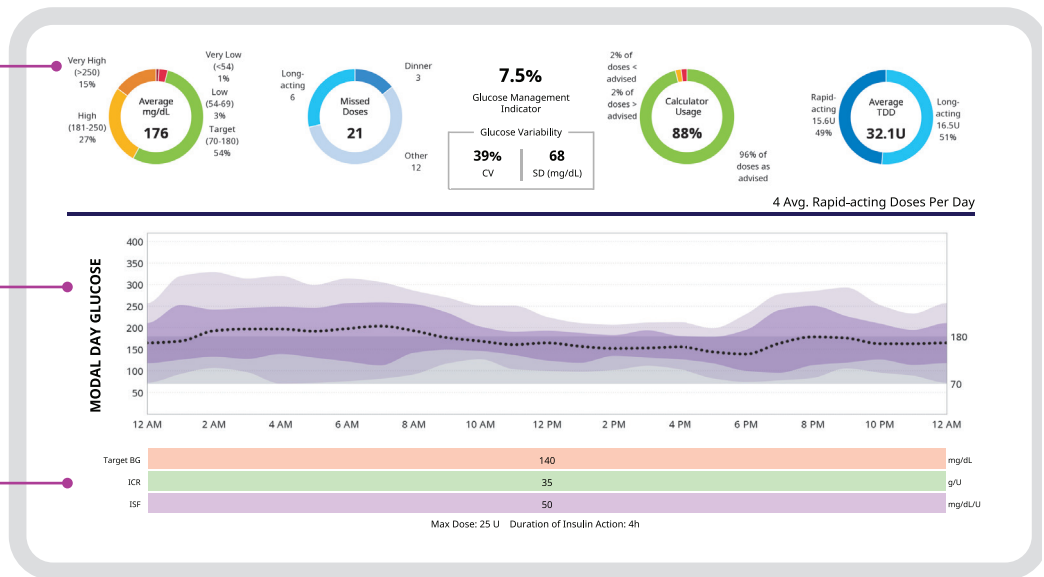 Very High
(>250)
15%
High
(181-250)
27%
Average
mg/dL
176
Very Low
(<54)
1%
Low
(54-69)
3%
Target
(70-180)
54%
Long-
acting
6
Missed
Doses
21
Dinner
3
Other
12
7.5%
Glucose Management
Indicator
Glucose Variability
39%
CV
68
SD (mg/dL)
2% of
doses <
advised
2% of
doses >
advised
Calculator
Usage
88%
96% of
doses as
advised
Rapid-
acting
15.6U
49%
Average
TDD
32.1U
Long-
acting
16.5U
51%
4 Avg. Rapid-acting Doses Per Day
MODAL DAY GLUCOSE
400
350
300
250
200
150
100
50
180
70
12 AM 2 AM 4 AM 6 AM 8 AM 10 AM 12 PM 2 PM 4 PM 6 PM 8 PM 10 PM 12 AM
Target BG 140 mg/dL
ICR 35 g/U
ISF 50 mg/dL/U
Max Dose: 25 U Duration of Insulin Action: 4h